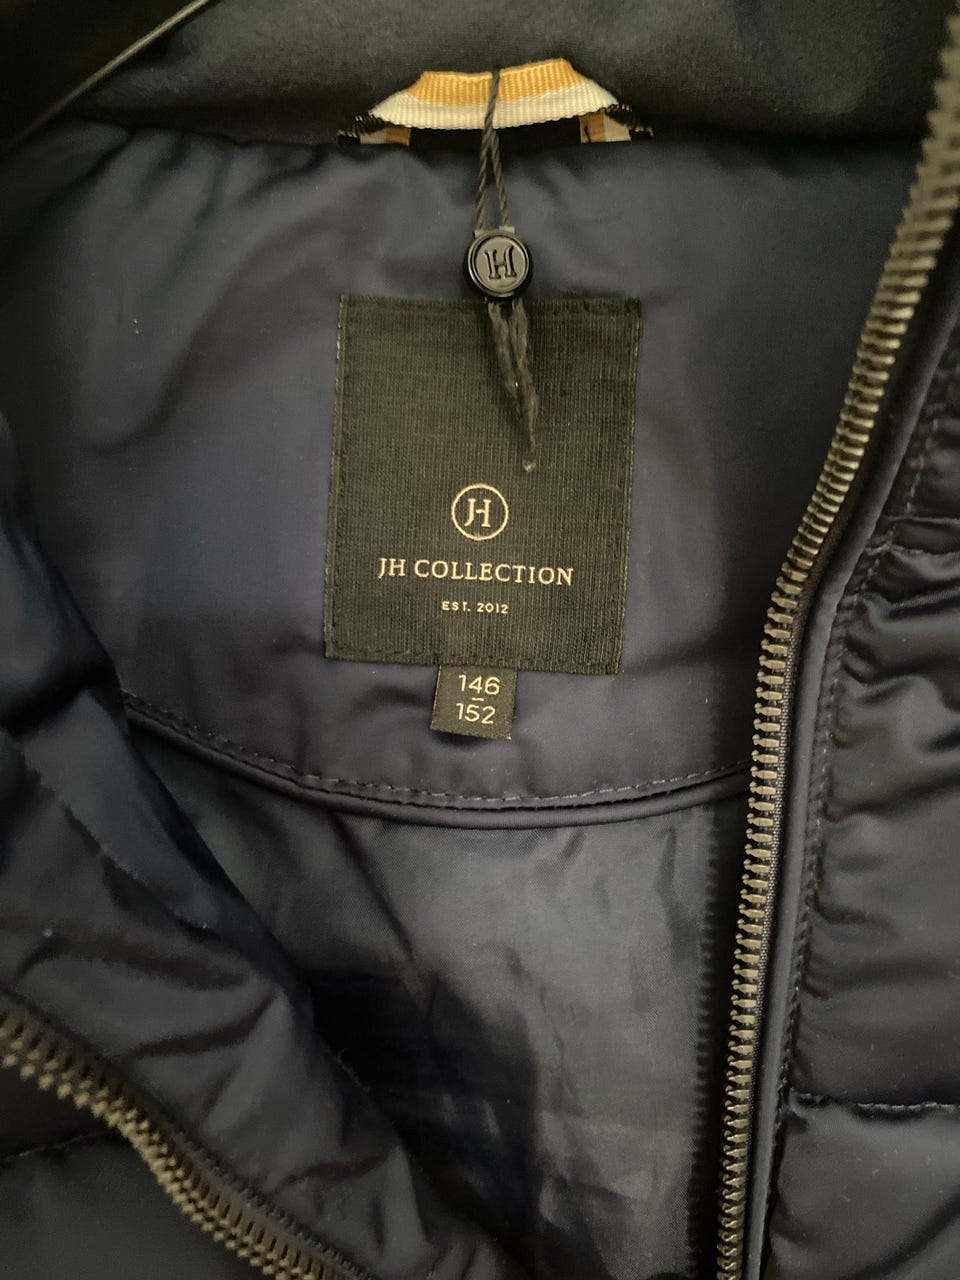 H
JH
JH COLLECTION
EST. 2012
146
-
152